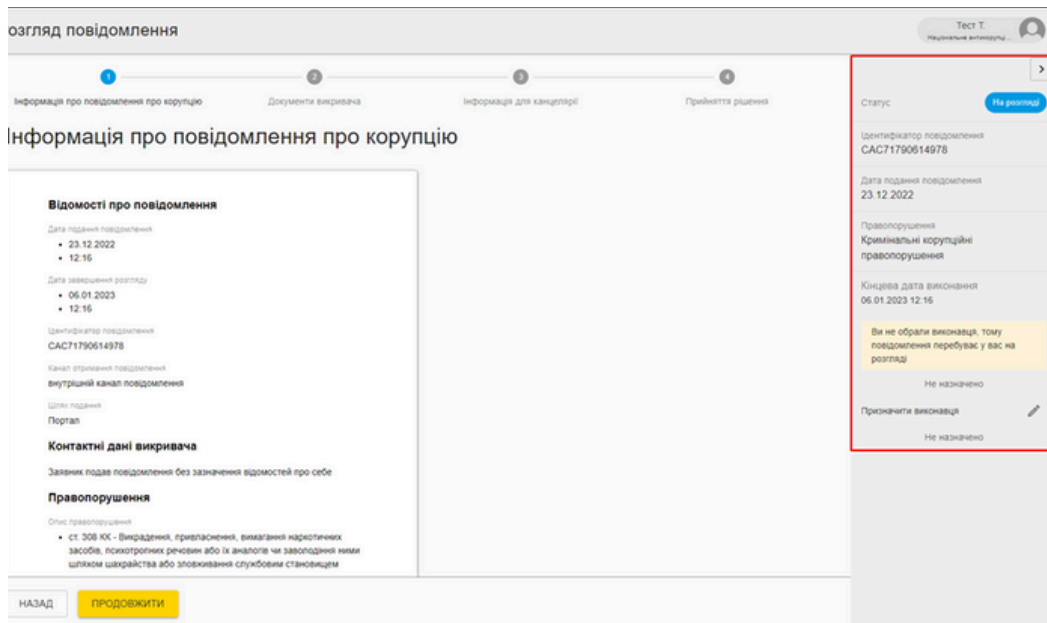 озгляд повідомлення
Тест Т.
Національне антикорупці...
1
2
3
4
Інформація про повідомлення про корупцію
Документи викривача
Інформація для канцелярії
Прийняття рішення
Інформація про повідомлення про корупцію
Відомості про повідомлення
Дата подання повідомлення
• 23.12.2022
• 12:16
Дата завершення розгляду
• 06.01.2023
• 12:16
Ідентифікатор повідомлення
CAC71790614978
Канал отримання повідомлення
внутрішній канал повідомлення
Шлях подання
Портал
Контактні дані викривача
Заявник подав повідомлення без зазначення відомостей про себе
Правопорушення
Опис правопорушення
• ст. 308 КК - Викрадення, привласнення, вимагання наркотичних
засобів, психотропних речовин або їх аналогів чи заволодіння ними
шляхом шахрайства або зловживання службовим становищем
НАЗАД
ПРОДОВЖИТИ
Статус
На розгляді
Ідентифікатор повідомлення
CAC71790614978
Дата подання повідомлення
23.12.2022
Правопорушення
Кримінальні корупційні
правопорушення
Кінцева дата виконання
06.01.2023 12:16
Ви не обрали виконавця, тому
повідомлення перебуває у вас на
розгляді
Не назначено
Призначити виконавця
Не назначено